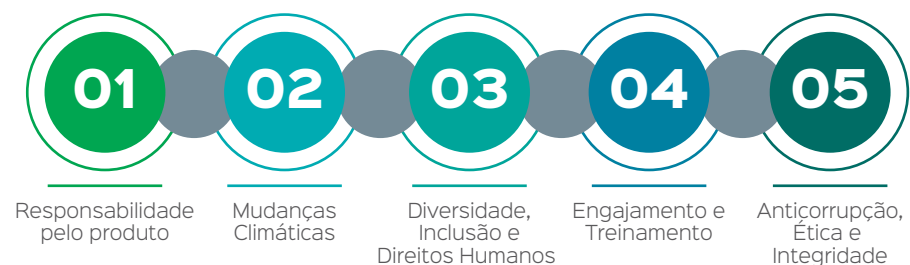 01
02
03
04
05
Responsabilidade
pelo produto
Mudanças
Climáticas
Diversidade,
Inclusão e
Direitos Humanos
Engajamento e
Treinamento
Anticorrupção,
Ética e
Integridade